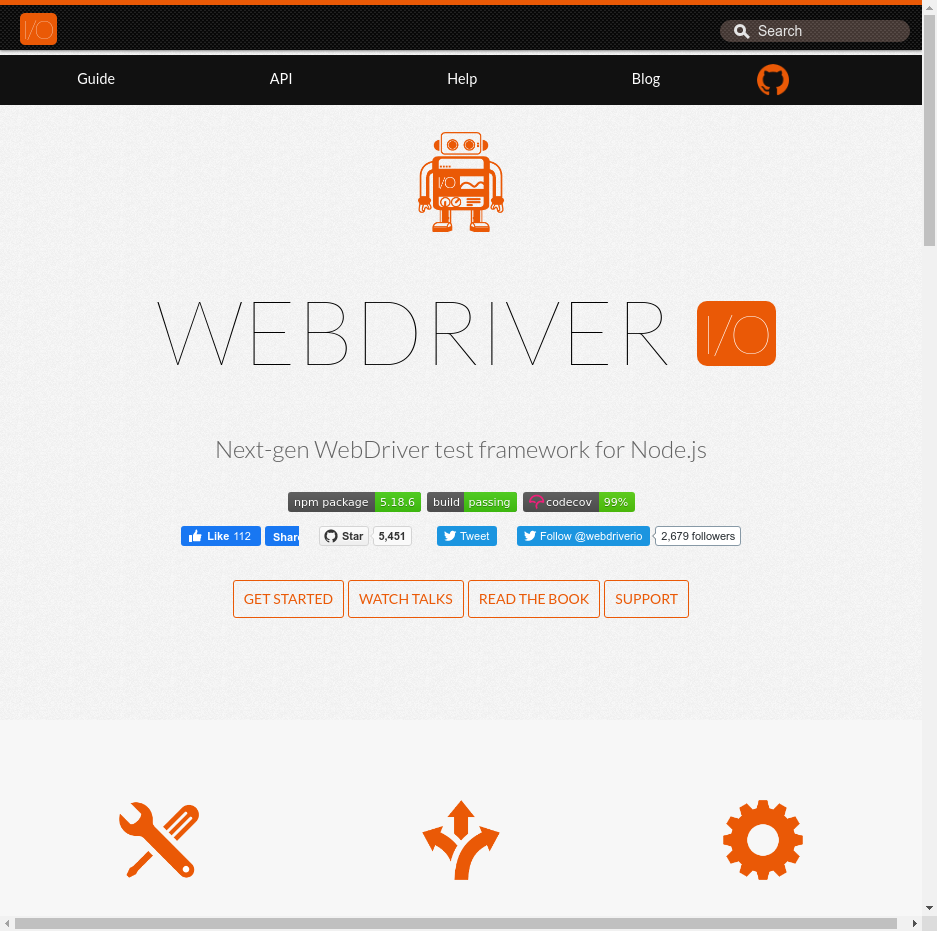 I/O
Search
Guide API Help Blog
I/O
WEBDRIVER I/O
Next-gen WebDriver test framework for Node.js
npm package 5.18.6 build passing codecov 99%
Like 112 Share Star 5,451 Tweet Follow @webdriverio 2,679 followers
GET STARTED WATCH TALKS READ THE BOOK SUPPORT